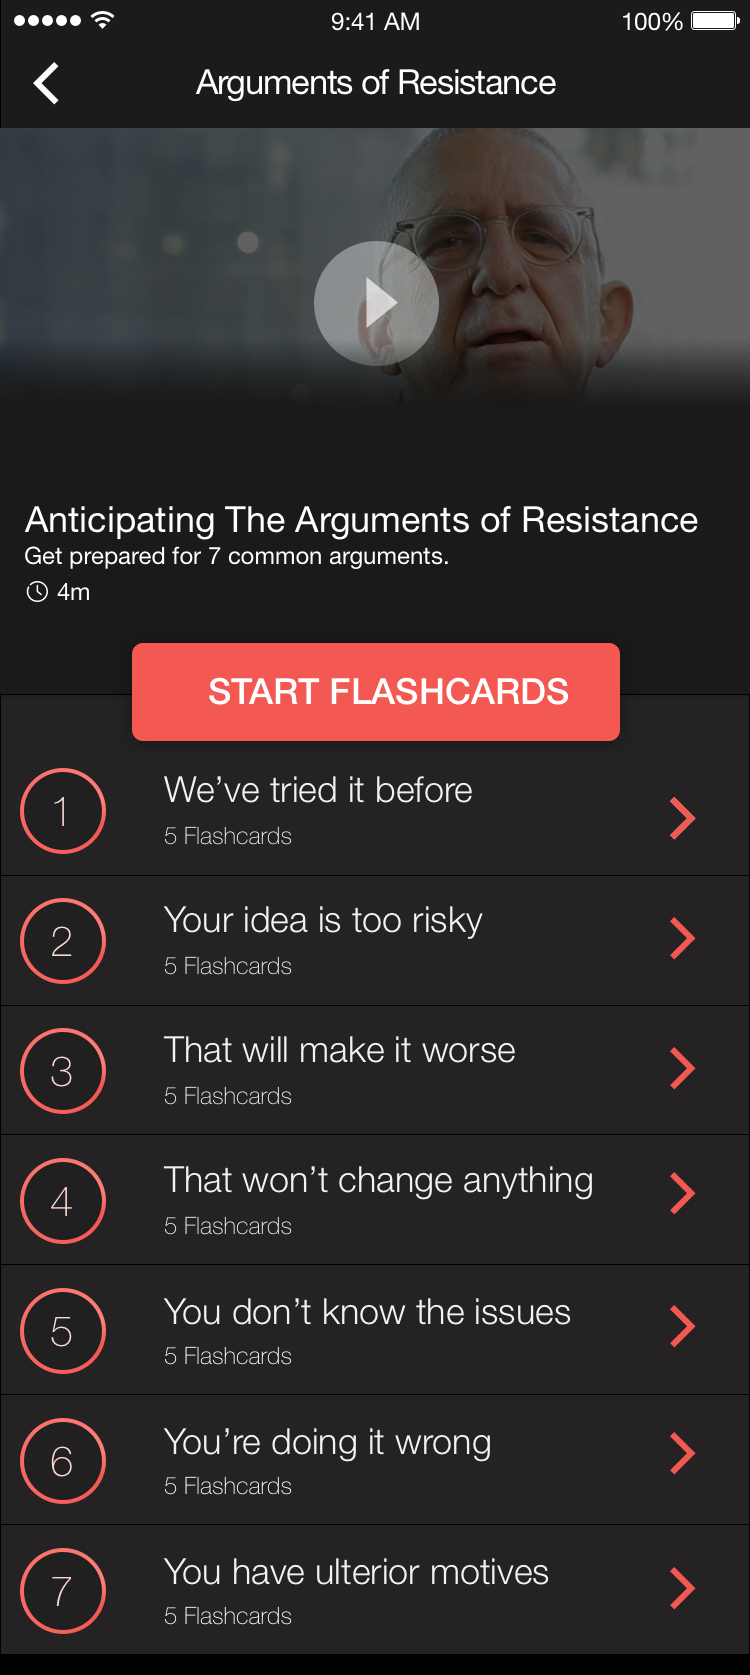 9:41 AM 100%
Arguments of Resistance
Anticipating The Arguments of Resistance
Get prepared for 7 common arguments.
4m
START FLASHCARDS
1 We’ve tried it before
5 Flashcards
2 Your idea is too risky
5 Flashcards
3 That will make it worse
5 Flashcards
4 That won’t change anything
5 Flashcards
5 You don’t know the issues
5 Flashcards
6 You’re doing it wrong
5 Flashcards
7 You have ulterior motives
5 Flashcards